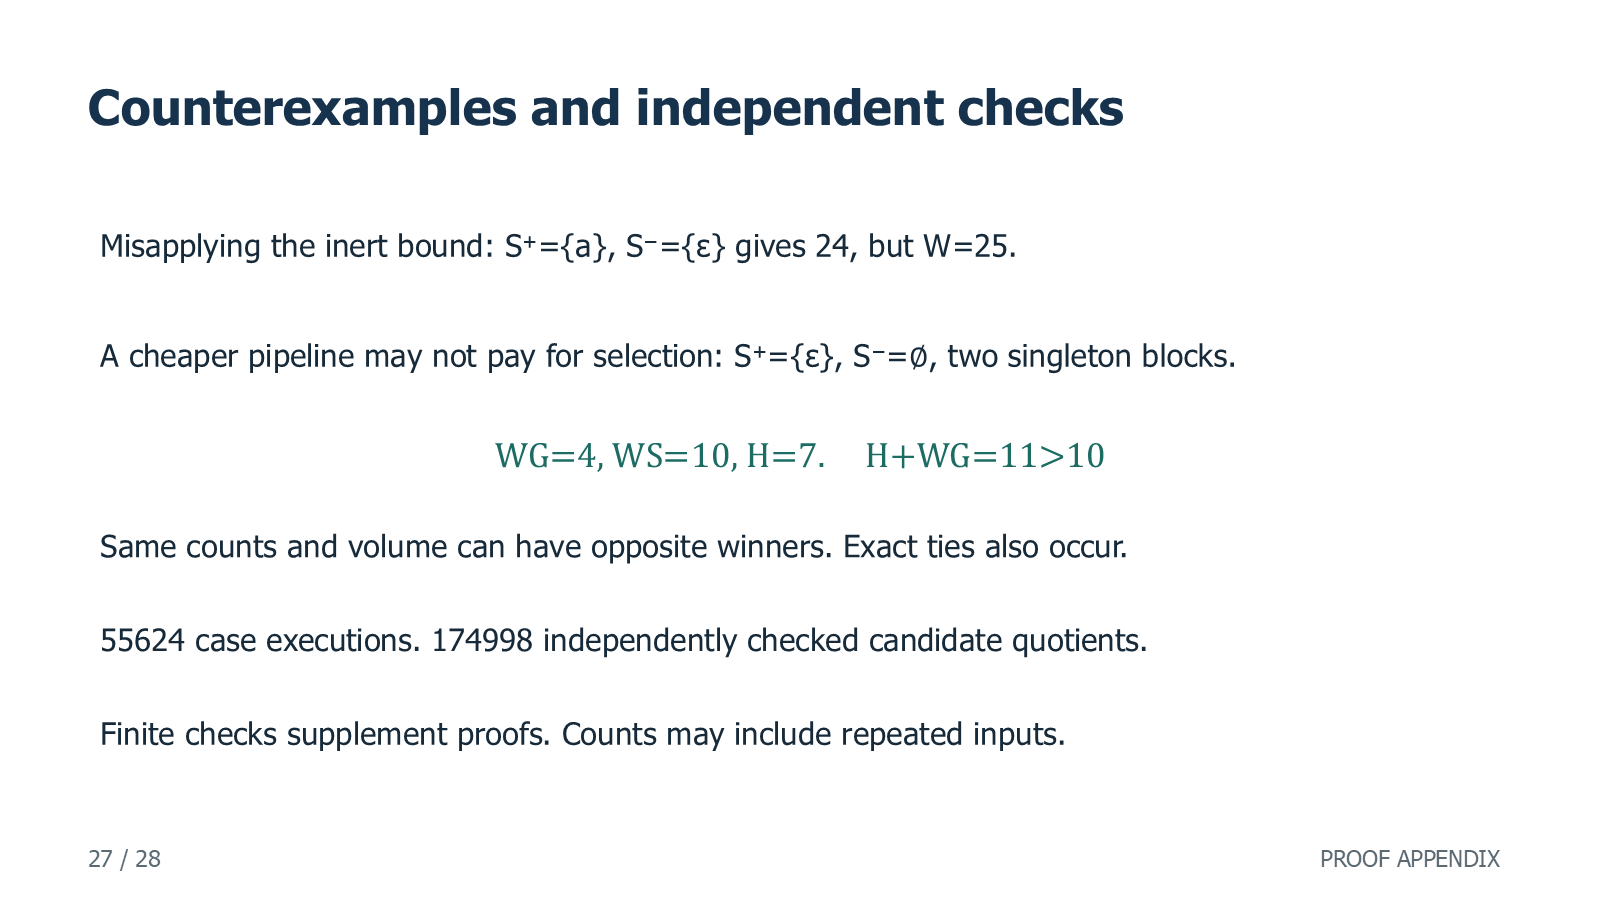 Counterexamples and independent checks
Misapplying the inert bound: S⁺={a}, S⁻={ε} gives 24, but W=25.
A cheaper pipeline may not pay for selection: S⁺={ε}, S⁻=∅, two singleton blocks.
WG=4, WS=10, H=7. H+WG=11>10
Same counts and volume can have opposite winners. Exact ties also occur.
55624 case executions. 174998 independently checked candidate quotients.
Finite checks supplement proofs. Counts may include repeated inputs.
27 / 28
PROOF APPENDIX